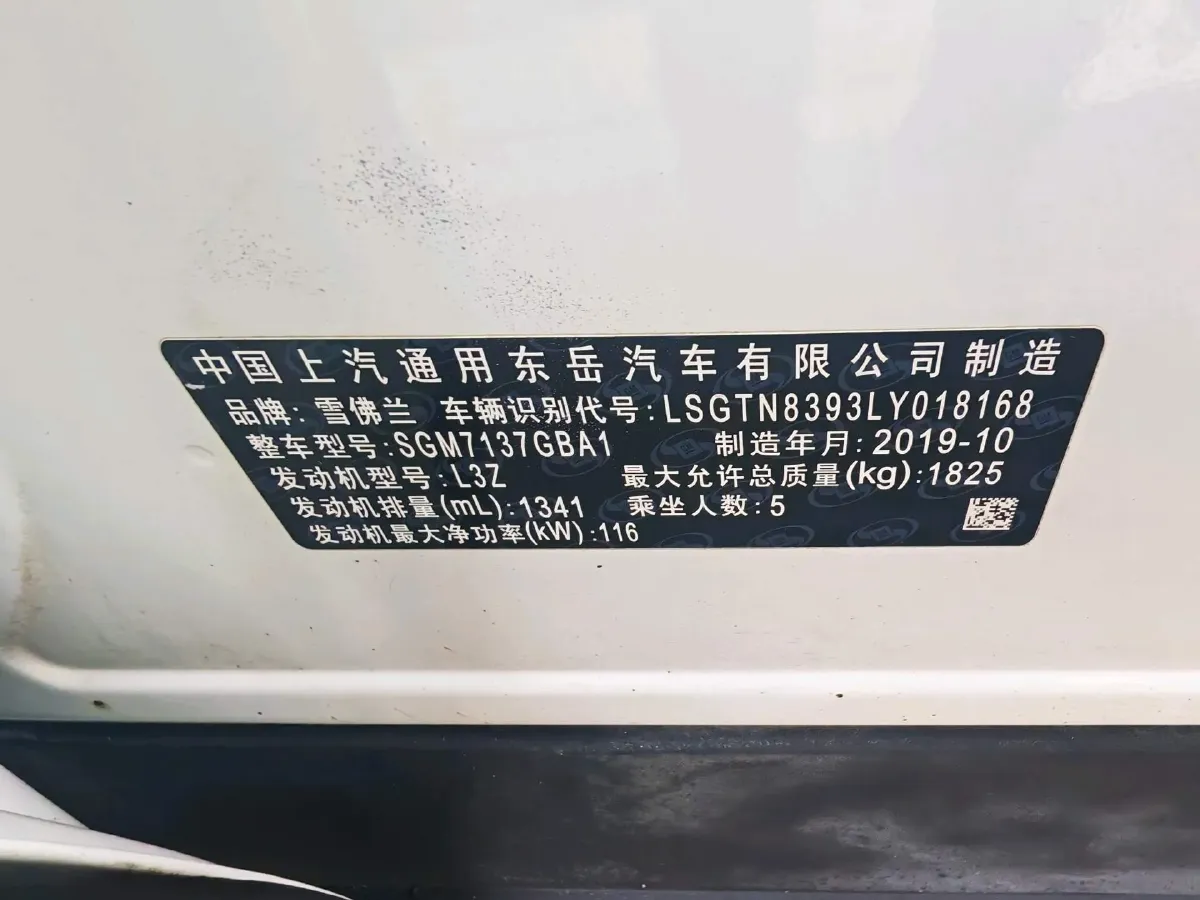 中国上汽通用东岳汽车有限公司制造
品牌: 雪佛兰 车辆识别代号:LSGTN8393LY018168
整车型号:SGM7137GBA1 制造年月:2019-10
发动机型号:L3Z 最大允许总质量(kg):1825
发动机排量(mL):1341 乘坐人数:5
发动机最大净功率(kW):116